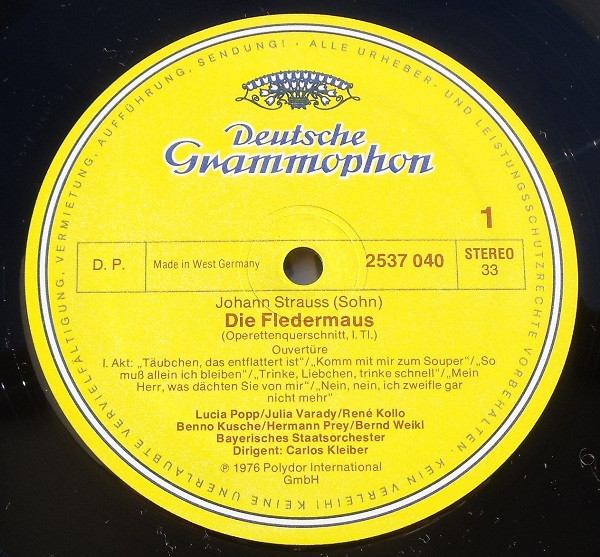 KEINE UNERLAUBTE VERVIELFÄLTIGUNG, VERMIETUNG, AUFFÜHRUNG, SENDUNG! · ALLE URHEBER- UND LEISTUNGSSCHUTZRECHTE VORBEHALTEN · KEIN VERLEIH!
Deutsche
Grammophon
1
D. P.
Made in West Germany
2537 040
STEREO
33
Johann Strauss (Sohn)
Die Fledermaus
(Operettenquerschnitt, I. Tl.)
Ouvertüre
I. Akt: „Täubchen, das entflattert ist"/„Komm mit mir zum Souper"/„So
muß allein ich bleiben"/„Trinke, Liebchen, trinke schnell"/„Mein
Herr, was dächten Sie von mir"/„Nein, nein, ich zweifle gar
nicht mehr"
Lucia Popp/Julia Varady/René Kollo
Benno Kusche/Hermann Prey/Bernd Weikl
Bayerisches Staatsorchester
Dirigent: Carlos Kleiber
℗ 1976 Polydor International
GmbH